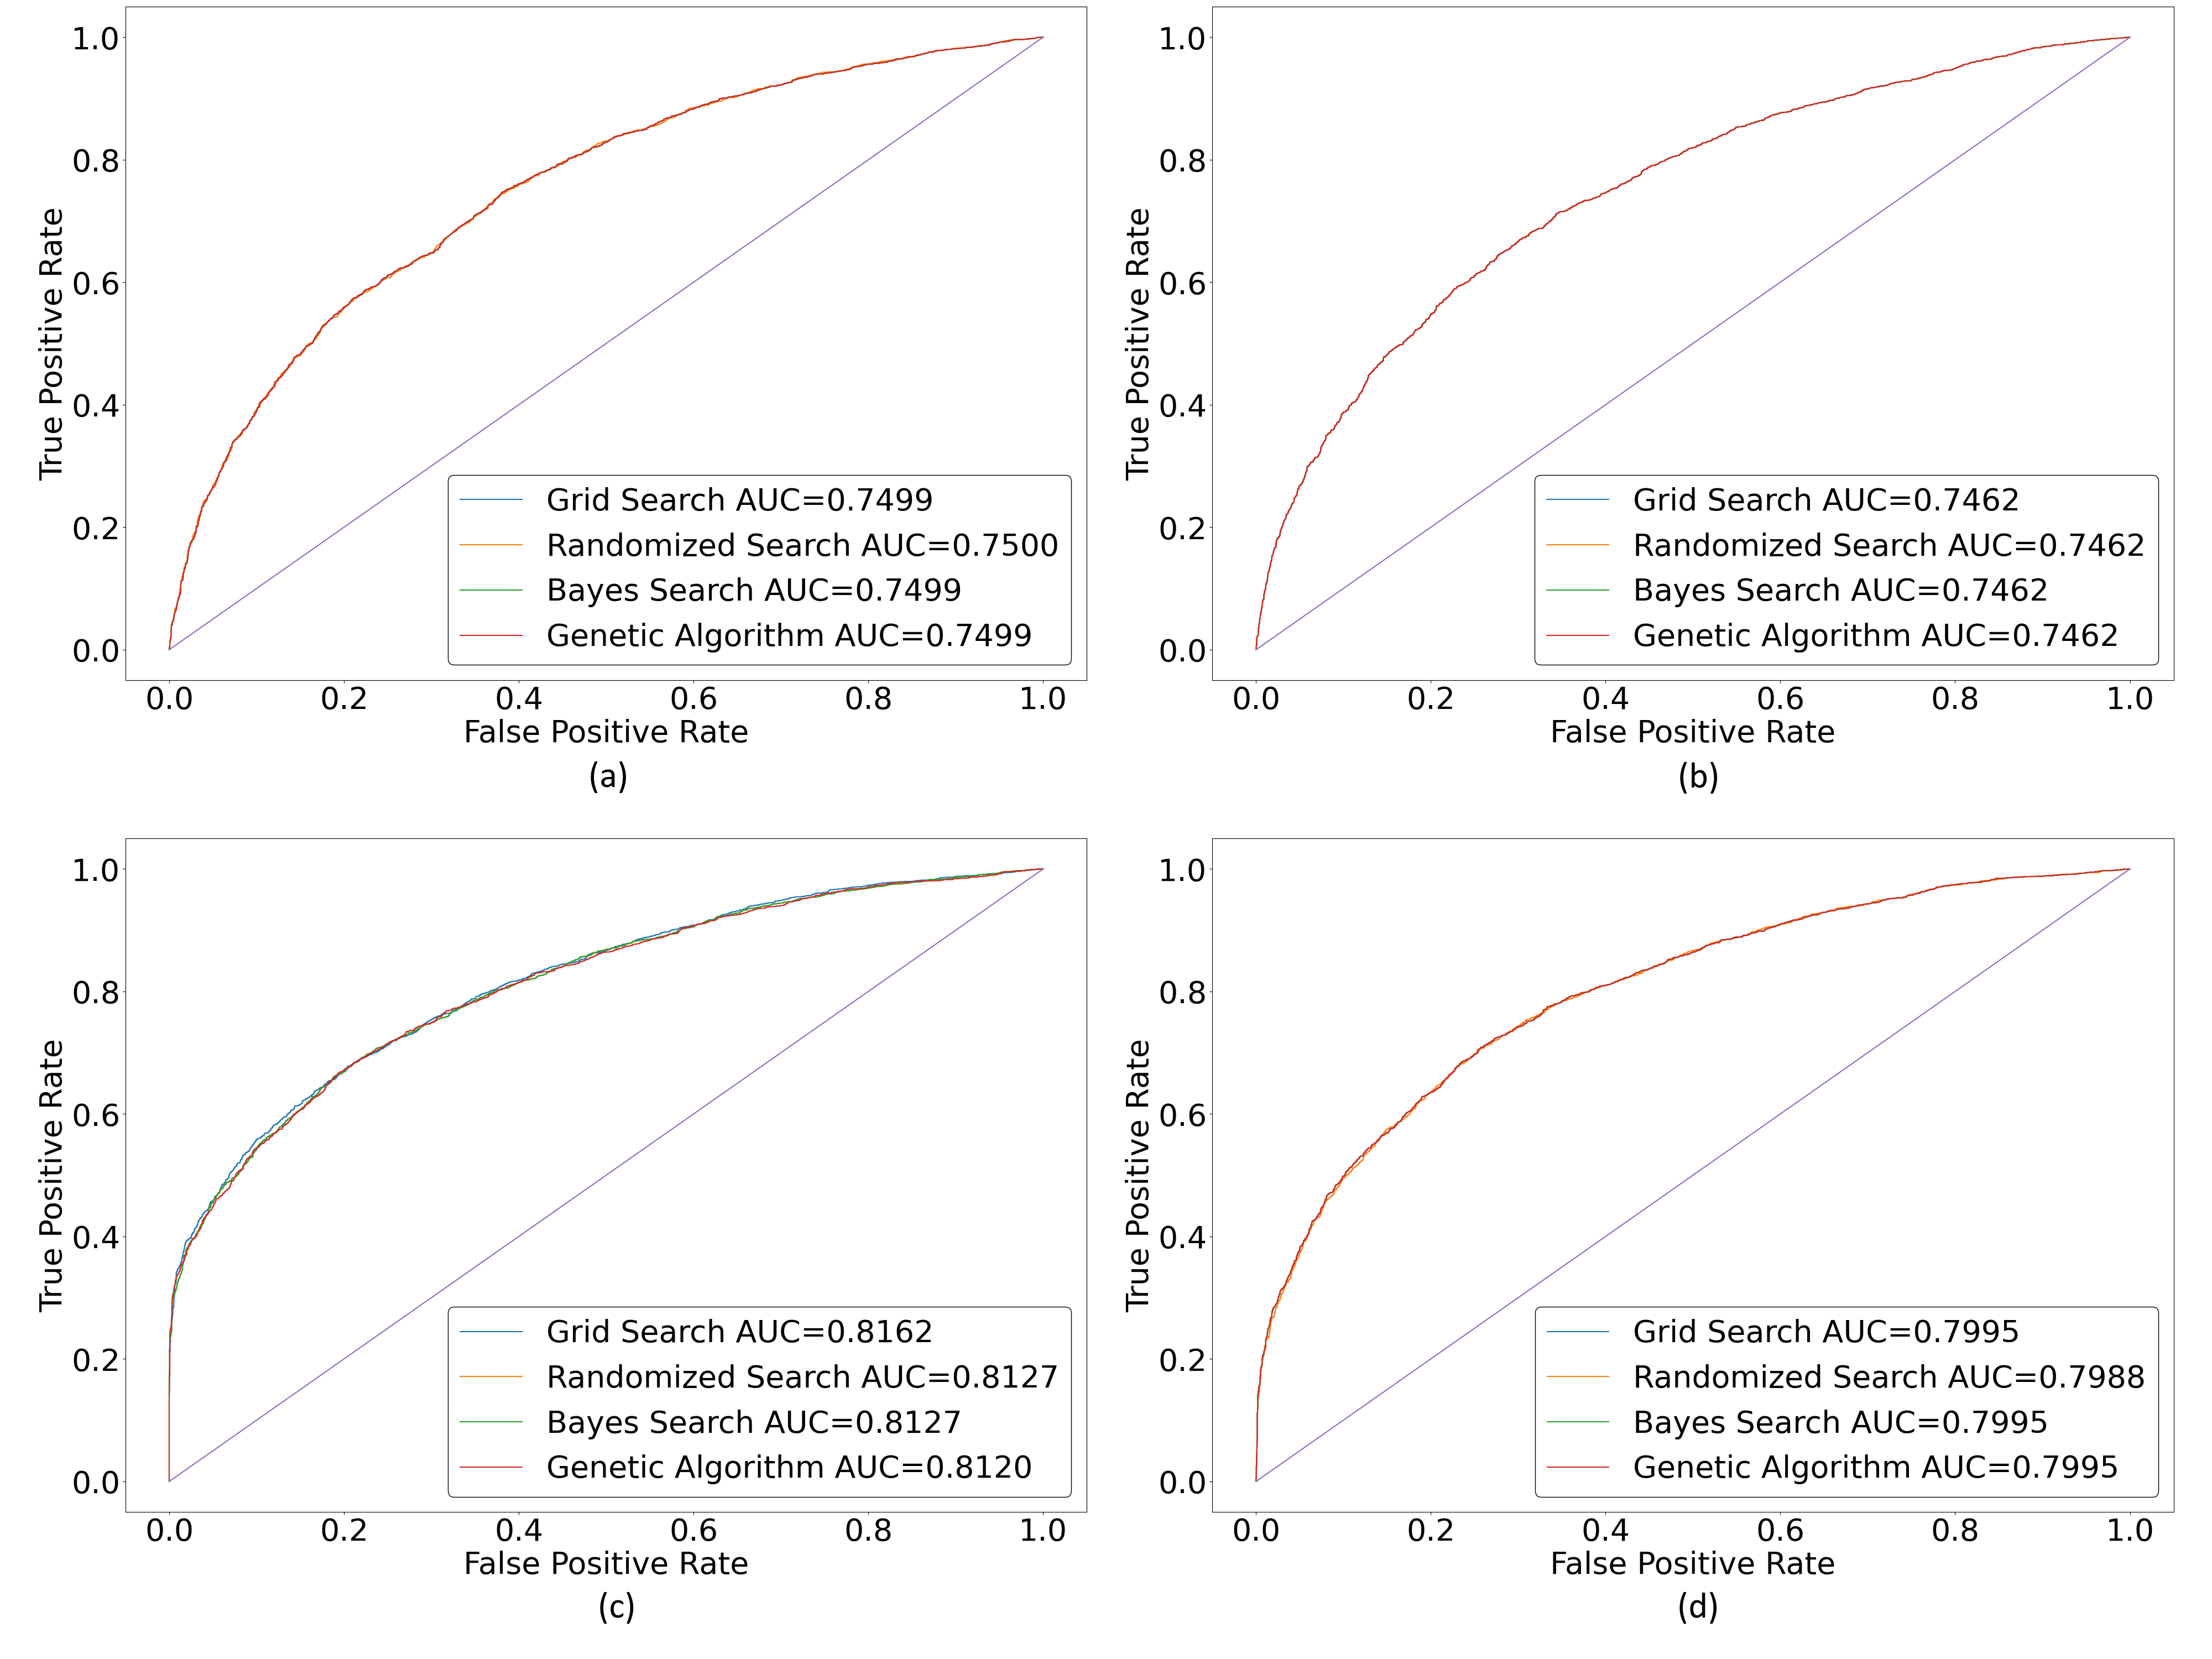 1.0
0.8
0.6
0.4
0.2
0.0
True Positive Rate
Grid Search AUC=0.7499
Randomized Search AUC=0.7500
Bayes Search AUC=0.7499
Genetic Algorithm AUC=0.7499
0.0 0.2 0.4 0.6 0.8 1.0
False Positive Rate
(a)
1.0
0.8
0.6
0.4
0.2
0.0
True Positive Rate
Grid Search AUC=0.7462
Randomized Search AUC=0.7462
Bayes Search AUC=0.7462
Genetic Algorithm AUC=0.7462
0.0 0.2 0.4 0.6 0.8 1.0
False Positive Rate
(b)
1.0
0.8
0.6
0.4
0.2
0.0
True Positive Rate
Grid Search AUC=0.8162
Randomized Search AUC=0.8127
Bayes Search AUC=0.8127
Genetic Algorithm AUC=0.8120
0.0 0.2 0.4 0.6 0.8 1.0
False Positive Rate
(c)
1.0
0.8
0.6
0.4
0.2
0.0
True Positive Rate
Grid Search AUC=0.7995
Randomized Search AUC=0.7988
Bayes Search AUC=0.7995
Genetic Algorithm AUC=0.7995
0.0 0.2 0.4 0.6 0.8 1.0
False Positive Rate
(d)